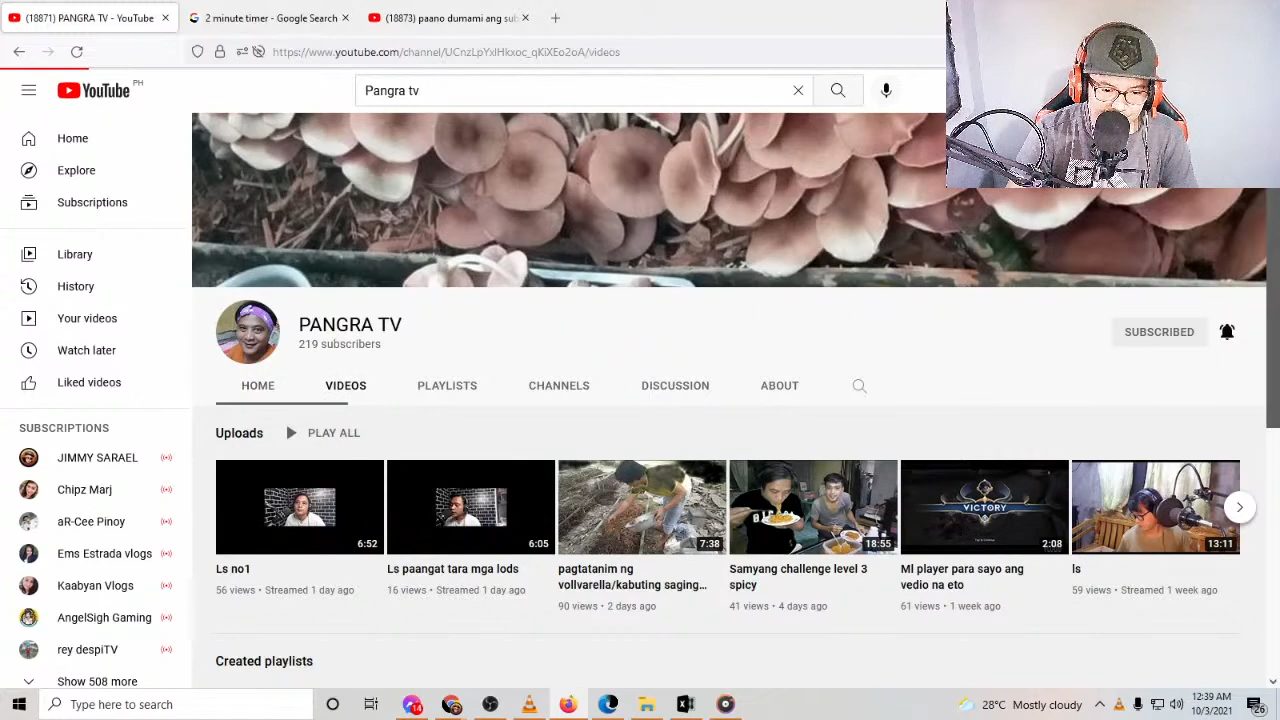 (18871) PANGRA TV - YouTube
2 minute timer - Google Search
(18873) paano dumami ang sub
https://www.youtube.com/channel/UCnzLpYxlHkxoc_qKiXEo2oA/videos
YouTube PH
Pangra tv
Home
Explore
Subscriptions
Library
History
Your videos
Watch later
Liked videos
SUBSCRIPTIONS
JIMMY SARAEL
Chipz Marj
aR-Cee Pinoy
Ems Estrada vlogs
Kaabyan Vlogs
AngelSigh Gaming
rey despiTV
Show 508 more
PANGRA TV
219 subscribers
SUBSCRIBED
HOME VIDEOS PLAYLISTS CHANNELS DISCUSSION ABOUT
Uploads PLAY ALL
6:52
Ls no1
56 views • Streamed 1 day ago
6:05
Ls paangat tara mga lods
16 views • Streamed 1 day ago
7:38
pagtatanim ng
vollvarella/kabuting saging...
90 views • 2 days ago
18:55
Samyang challenge level 3
spicy
41 views • 4 days ago
VICTORY
2:08
Ml player para sayo ang
vedio na eto
61 views • 1 week ago
13:11
ls
59 views • Streamed 1 week ago
Created playlists
Type here to search
14
28°C Mostly cloudy
12:39 AM
10/3/2021
26